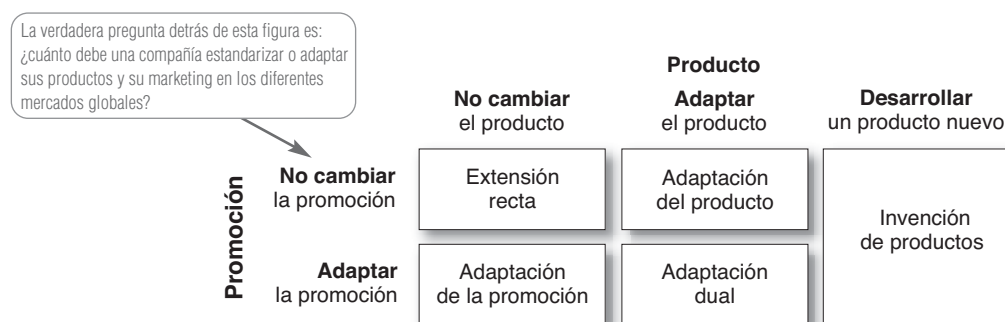 La verdadera pregunta detrás de esta figura es:
¿cuánto debe una compañía estandarizar o adaptar
sus productos y su marketing en los diferentes
mercados globales?
Producto
No cambiar
el producto
Adaptar
el producto
Desarrollar
un producto nuevo
Promoción
No cambiar
la promoción
Extensión
recta
Adaptación
del producto
Invención
de productos
Adaptar
la promoción
Adaptación
de la promoción
Adaptación
dual